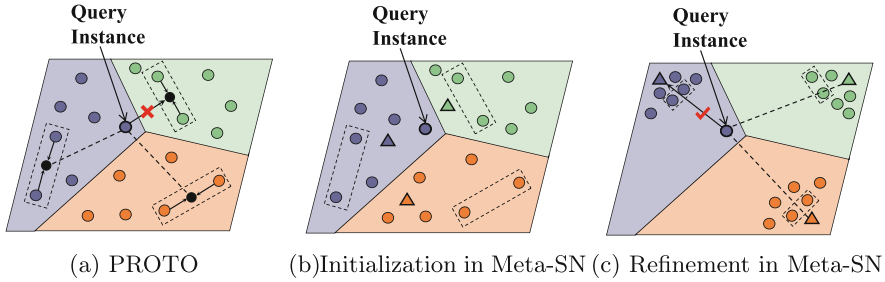 Query
Instance
Query
Instance
Query
Instance
(a) PROTO
(b)Initialization in Meta-SN
(c) Refinement in Meta-SN